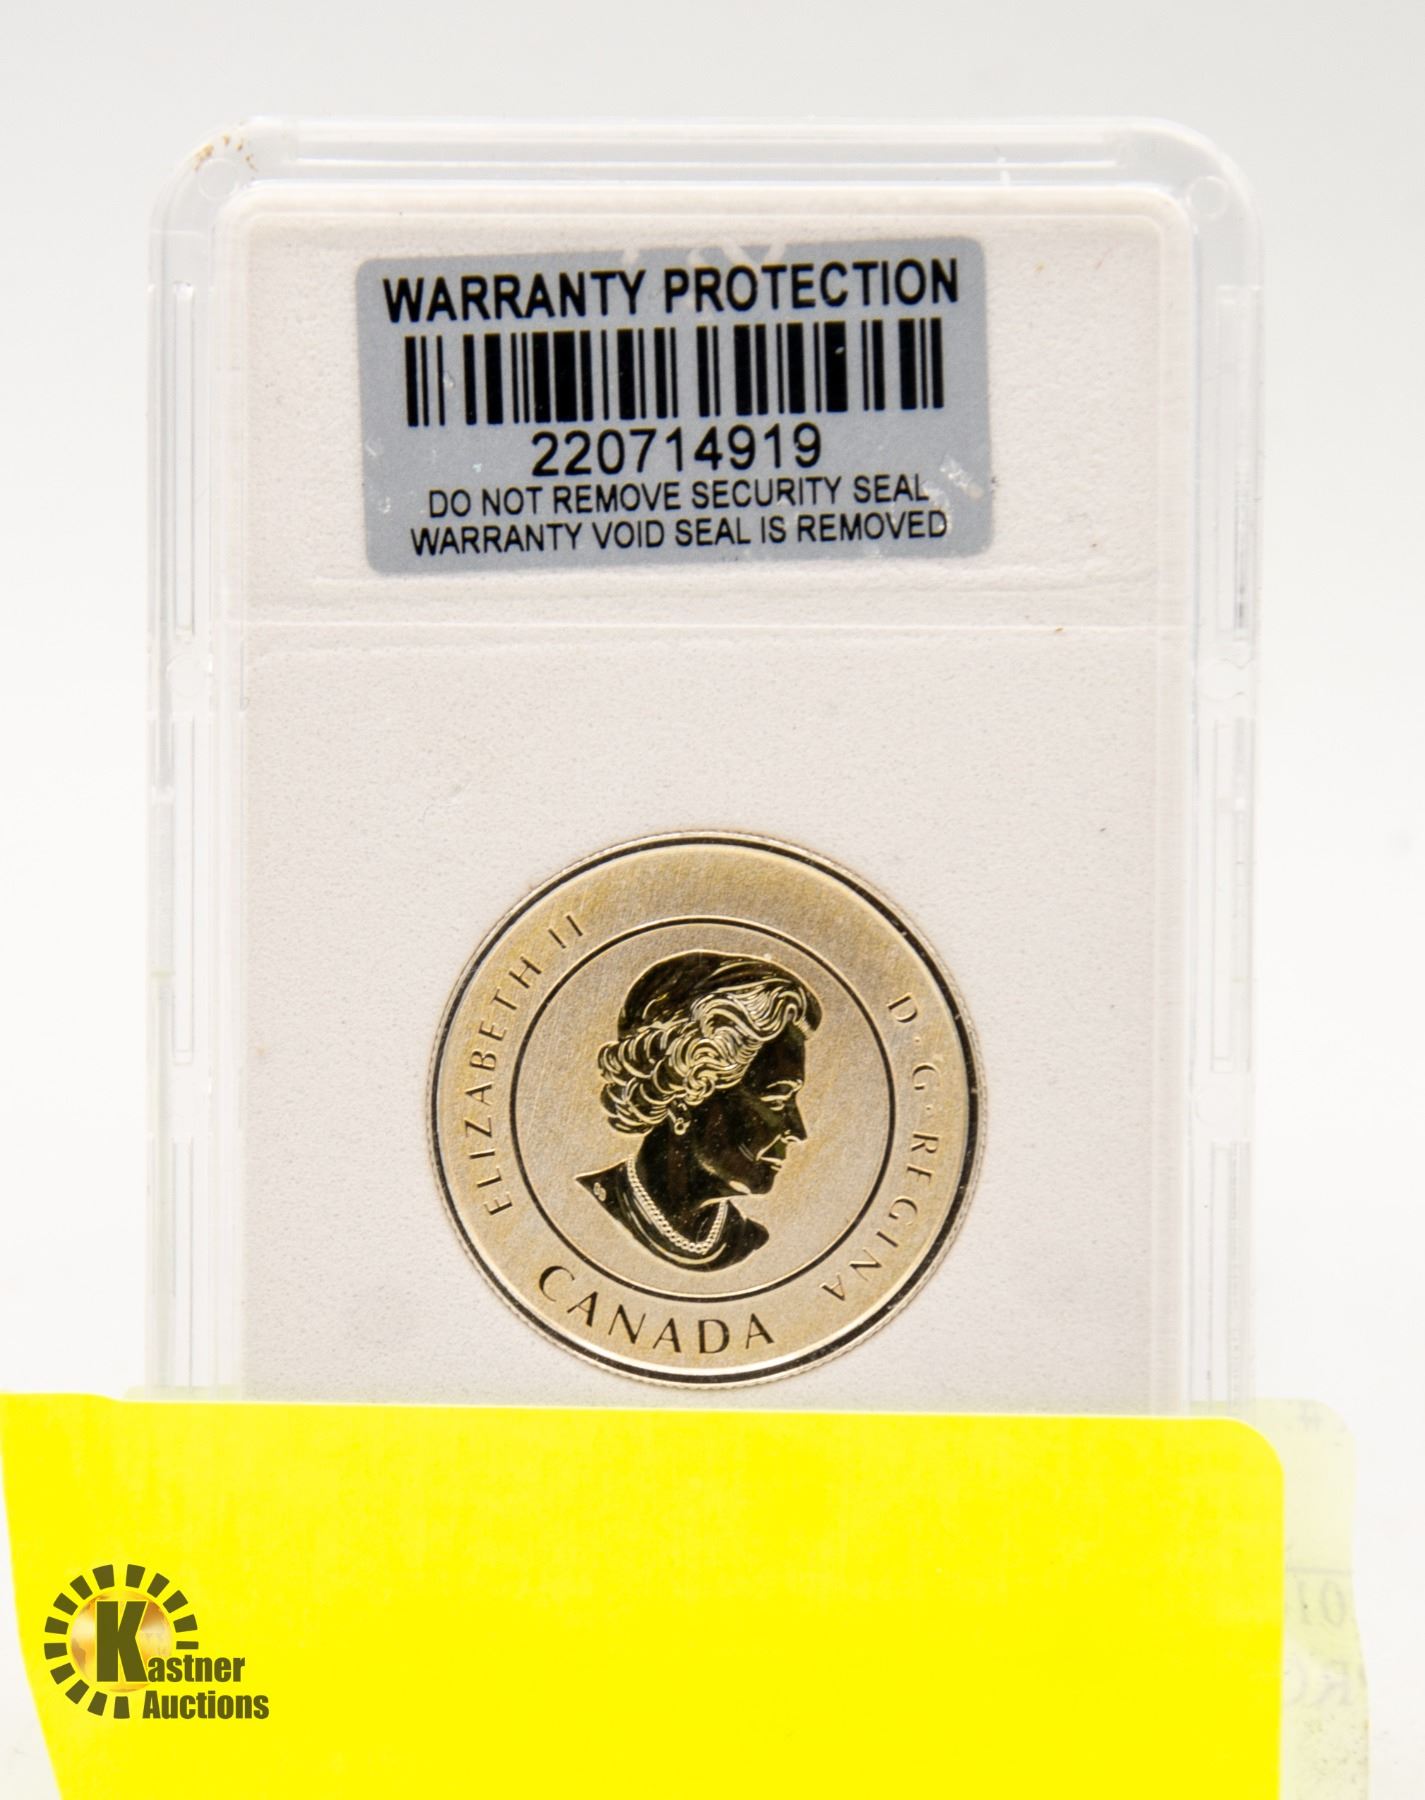 WARRANTY PROTECTION
220714919
DO NOT REMOVE SECURITY SEAL
WARRANTY VOID SEAL IS REMOVED
ELIZABETH II
D · G · REGINA
CANADA
Kastner
Auctions